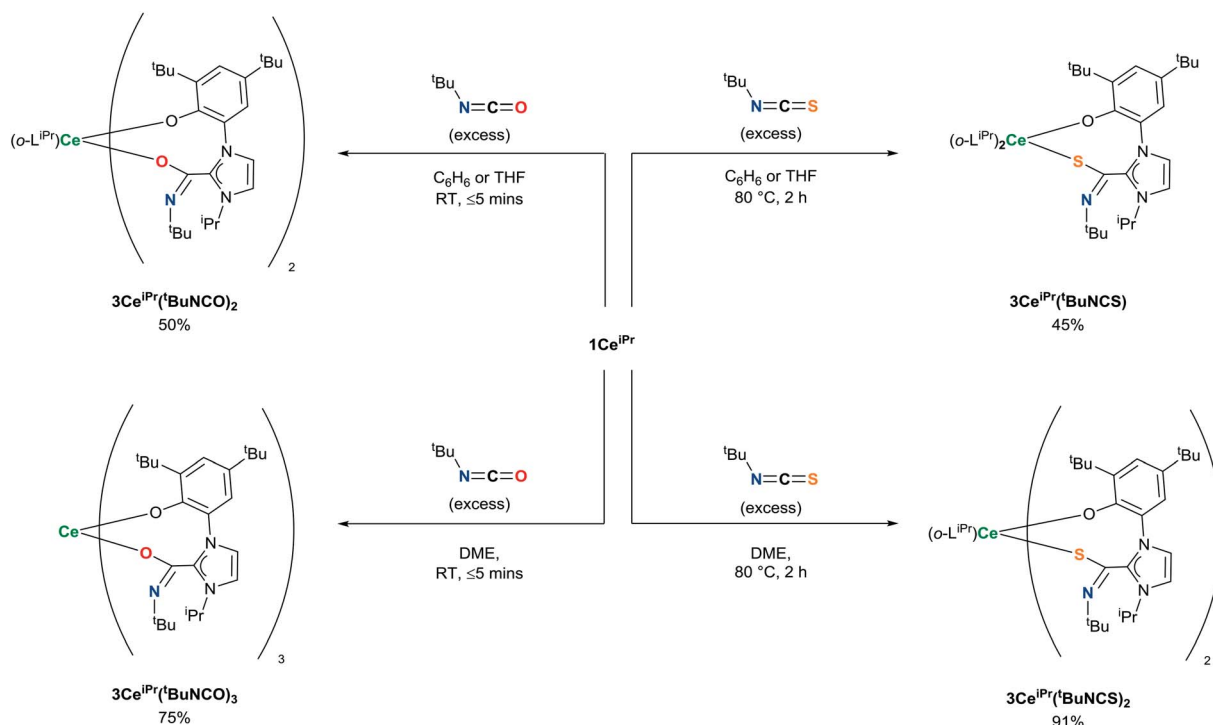 tBu
tBu
O
(o-LiPr)Ce
O
N
N
N
tBu
iPr
2
3CeiPr(tBuNCO)2
50%
tBu
N=C=O
(excess)
C6H6 or THF
RT, ≤5 mins
tBu
N=C=S
(excess)
C6H6 or THF
80 °C, 2 h
tBu
tBu
O
(o-LiPr)2Ce
S
N
N
N
iPr
tBu
3CeiPr(tBuNCS)
45%
1CeiPr
tBu
tBu
O
Ce
O
N
N
N
iPr
tBu
3
3CeiPr(tBuNCO)3
75%
tBu
N=C=O
(excess)
DME,
RT, ≤5 mins
tBu
N=C=S
(excess)
DME,
80 °C, 2 h
tBu
tBu
O
(o-LiPr)Ce
S
N
N
N
iPr
tBu
2
3CeiPr(tBuNCS)2
91%